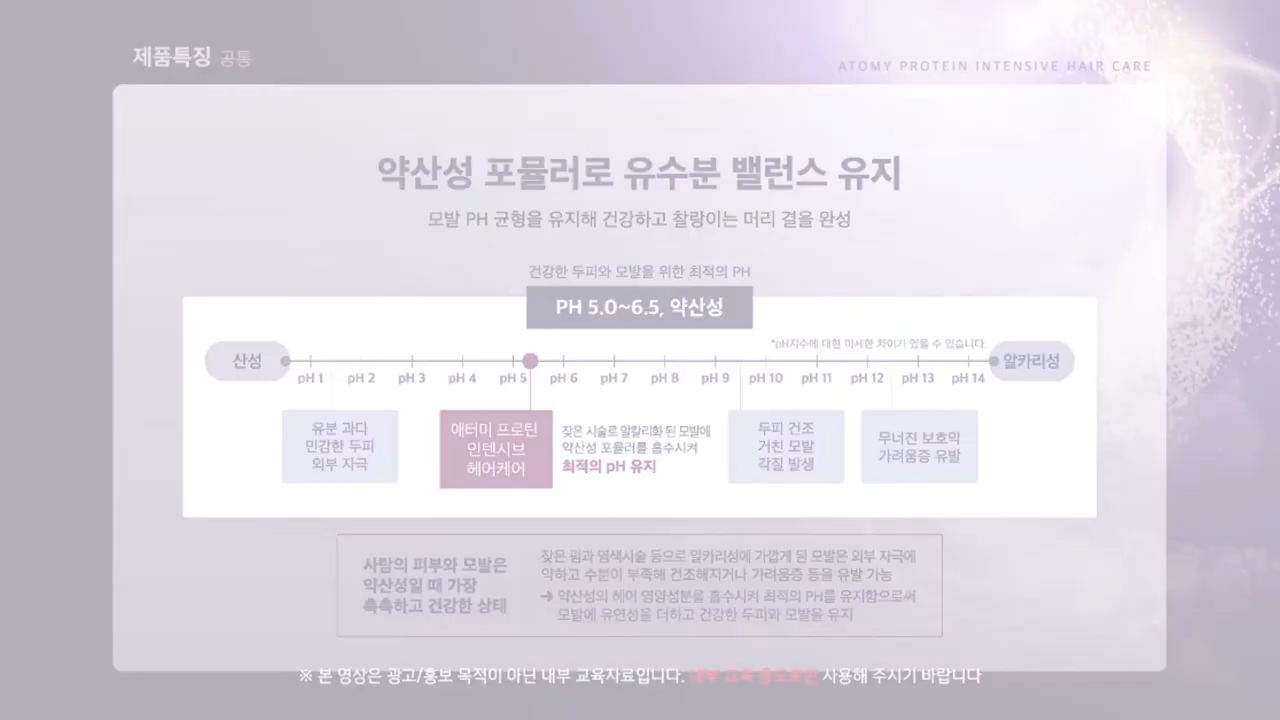 제품특징 공통
ATOMY PROTEIN INTENSIVE HAIR CARE
약산성 포뮬러로 유수분 밸런스 유지
모발 PH 균형을 유지해 건강하고 찰랑이는 머리 결을 완성
건강한 두피와 모발을 위한 최적의 PH
PH 5.0~6.5, 약산성
*pH지수에 대한 미세한 차이가 있을 수 있습니다.
산성
알카리성
pH 1 pH 2 pH 3 pH 4 pH 5 pH 6 pH 7 pH 8 pH 9 pH 10 pH 11 pH 12 pH 13 pH 14
유분 과다
민감한 두피
외부 자극
애터미 프로틴
인텐시브
헤어케어
잦은 시술로 알칼리화 된 모발에
약산성 포뮬러를 흡수시켜
최적의 pH 유지
두피 건조
거친 모발
각질 발생
무너진 보호막
가려움증 유발
사람의 피부와 모발은
약산성일 때 가장
촉촉하고 건강한 상태
잦은 펌과 염색시술 등으로 알카리성에 가깝게 된 모발은 외부 자극에
약하고 수분이 부족해 건조해지거나 가려움증 등을 유발 가능
→ 약산성의 헤어 영양성분을 흡수시켜 최적의 PH를 유지함으로써
모발에 유연성을 더하고 건강한 두피와 모발을 유지
※ 본 영상은 광고/홍보 목적이 아닌 내부 교육자료입니다. 내부 교육 용도로만 사용해 주시기 바랍니다